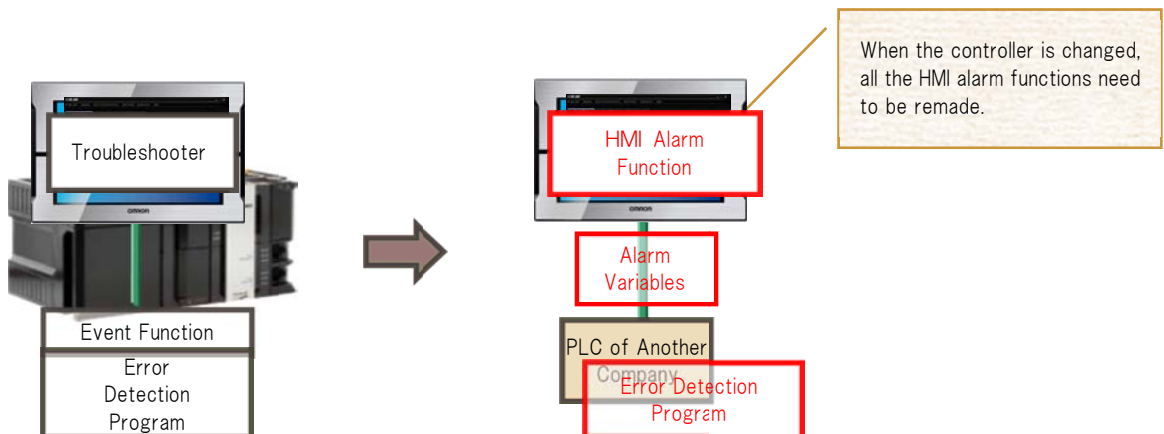 When the controller is changed,
all the HMI alarm functions need
to be remade.
Troubleshooter
HMI Alarm
Function
OMRON
OMRON
Alarm
Variables
Event Function
PLC of Another
Company
Error
Detection
Program
Error Detection
Program